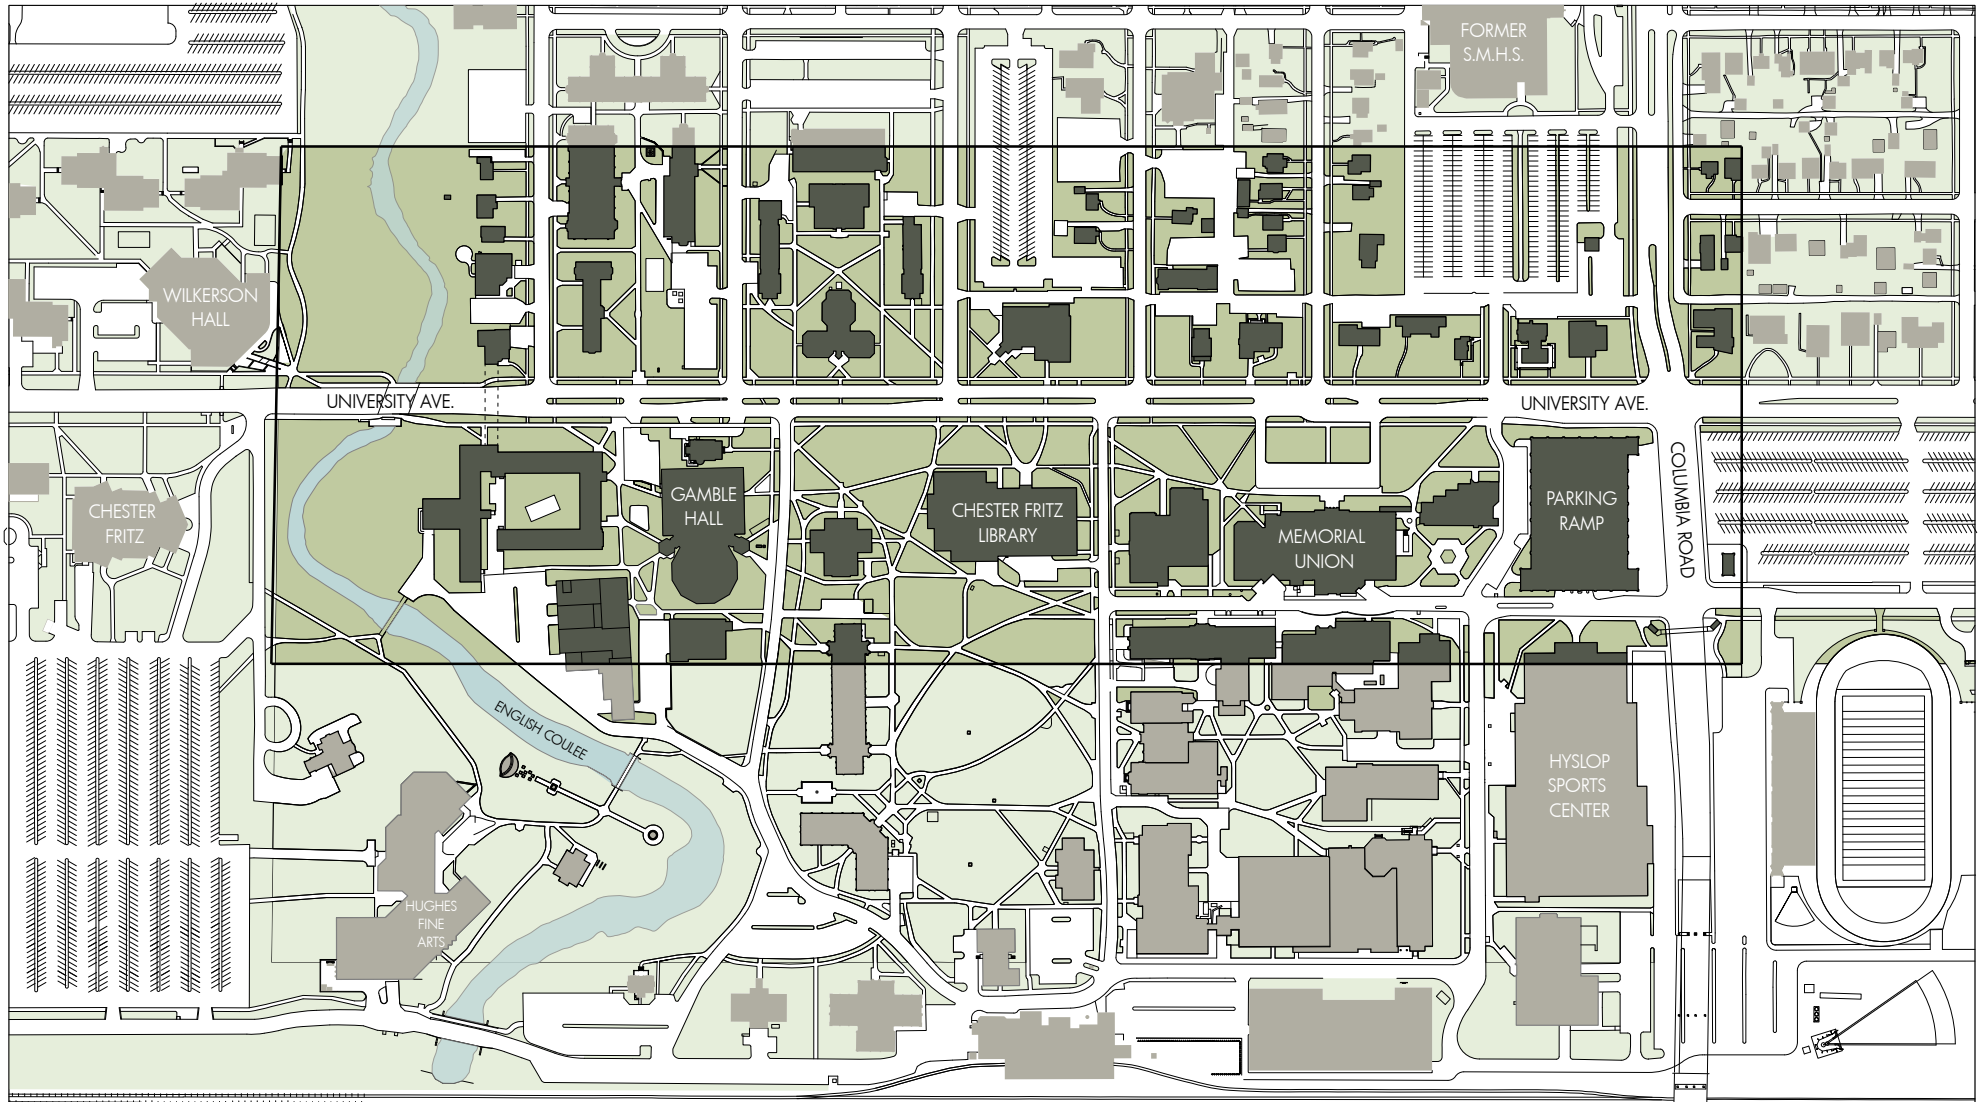 FORMER
S.M.H.S.
WILKERSON
HALL
UNIVERSITY AVE.
UNIVERSITY AVE.
COLUMBIA ROAD
GAMBLE
HALL
CHESTER FRITZ
LIBRARY
MEMORIAL
UNION
PARKING
RAMP
CHESTER
FRITZ
ENGLISH COULEE
HYSLOP
SPORTS
CENTER
HUGHES
FINE
ARTS